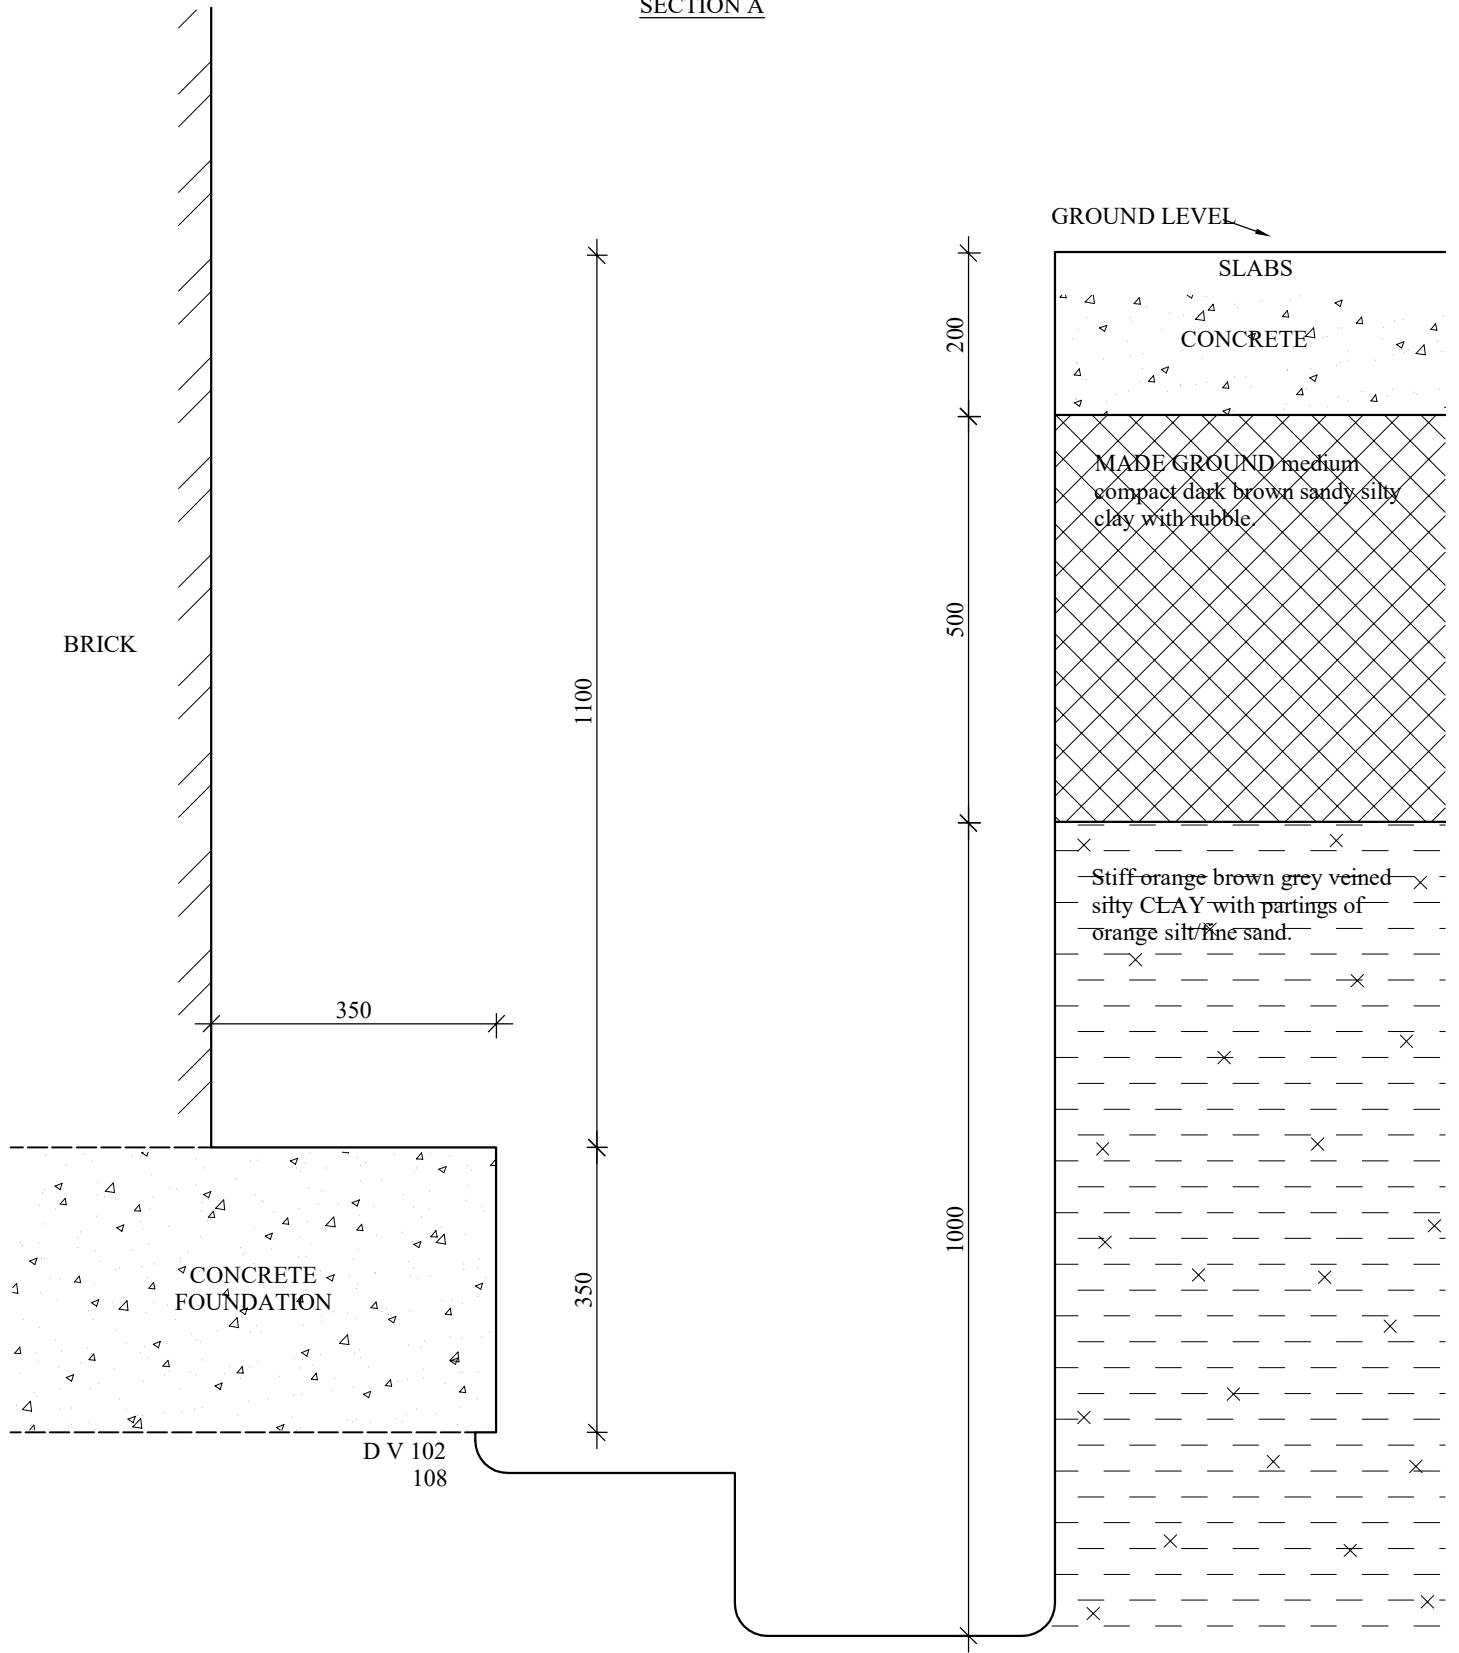 SECTION A
GROUND LEVEL
SLABS
CONCRETE
200
MADE GROUND medium
compact dark brown sandy silty
clay with rubble.
500
BRICK
1100
Stiff orange brown grey veined
silty CLAY with partings of
orange silt/fine sand.
350
1000
CONCRETE
FOUNDATION
350
D V 102
108